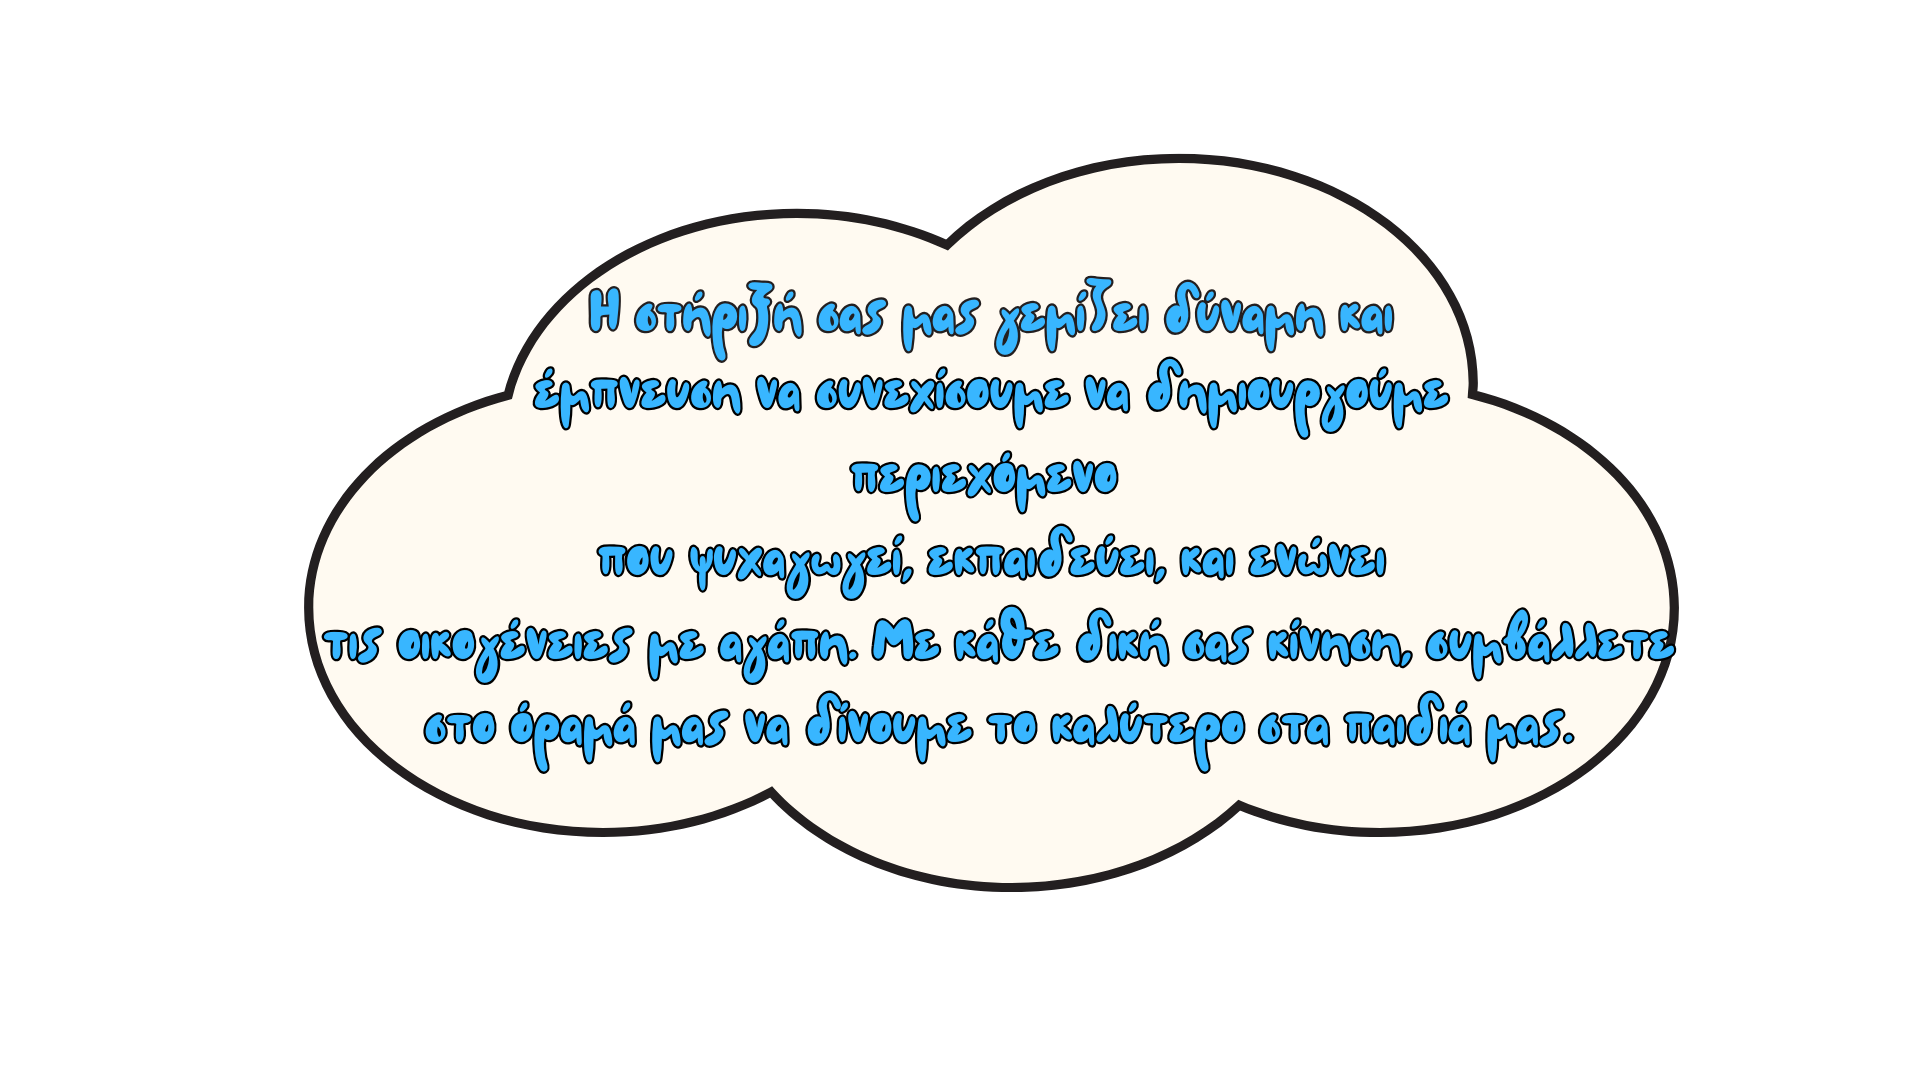 Η στήριξή σας μας γεμίζει δύναμη και
έμπνευση να συνεχίσουμε να δημιουργούμε
περιεχόμενο
που ψυχαγωγεί, εκπαιδεύει, και ενώνει
τις οικογένειες με αγάπη. Με κάθε δική σας κίνηση, συμβάλλετε
στο όραμά μας να δίνουμε το καλύτερο στα παιδιά μας.